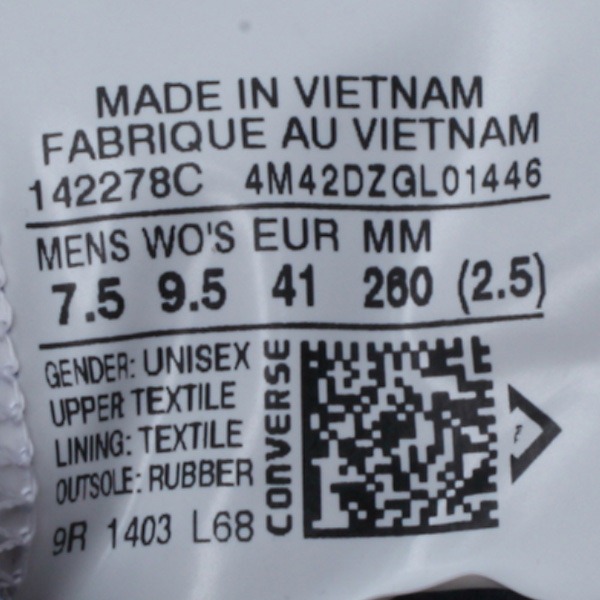 MADE IN VIETNAM
FABRIQUE AU VIETNAM
142278C 4M42DZGL01446
MENS WO'S EUR MM
7.5 9.5 41 260 (2.5)
GENDER: UNISEX
UPPER TEXTILE
LINING: TEXTILE
OUTSOLE: RUBBER
9R 1403 L68
CONVERSE